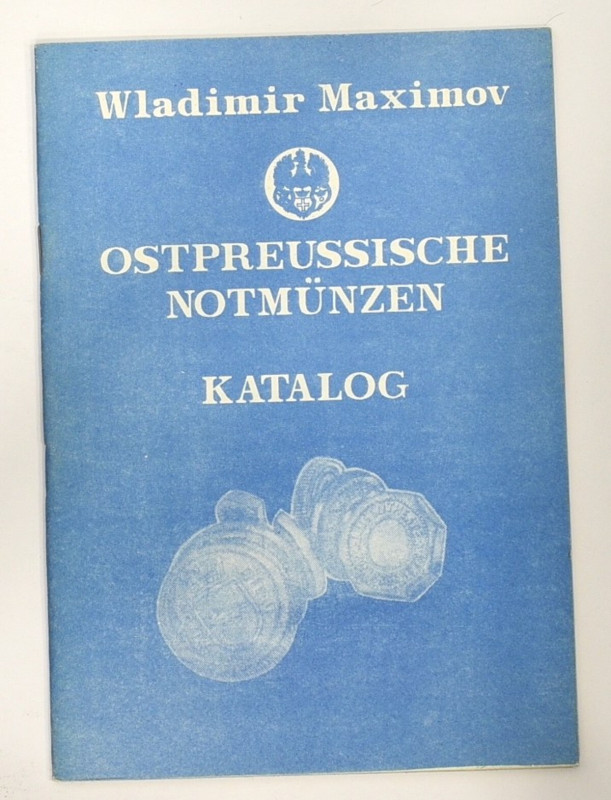 Wladimir Maximov
OSTPREUSSISCHE
NOTMÜNZEN
KATALOG